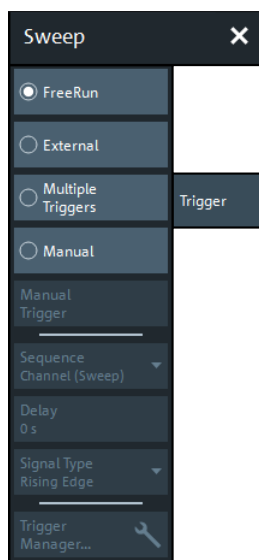 Sweep
FreeRun
External
Multiple
Triggers
Trigger
Manual
Manual
Trigger
Sequence
Channel (Sweep)
Delay
0 s
Signal Type
Rising Edge
Trigger
Manager...